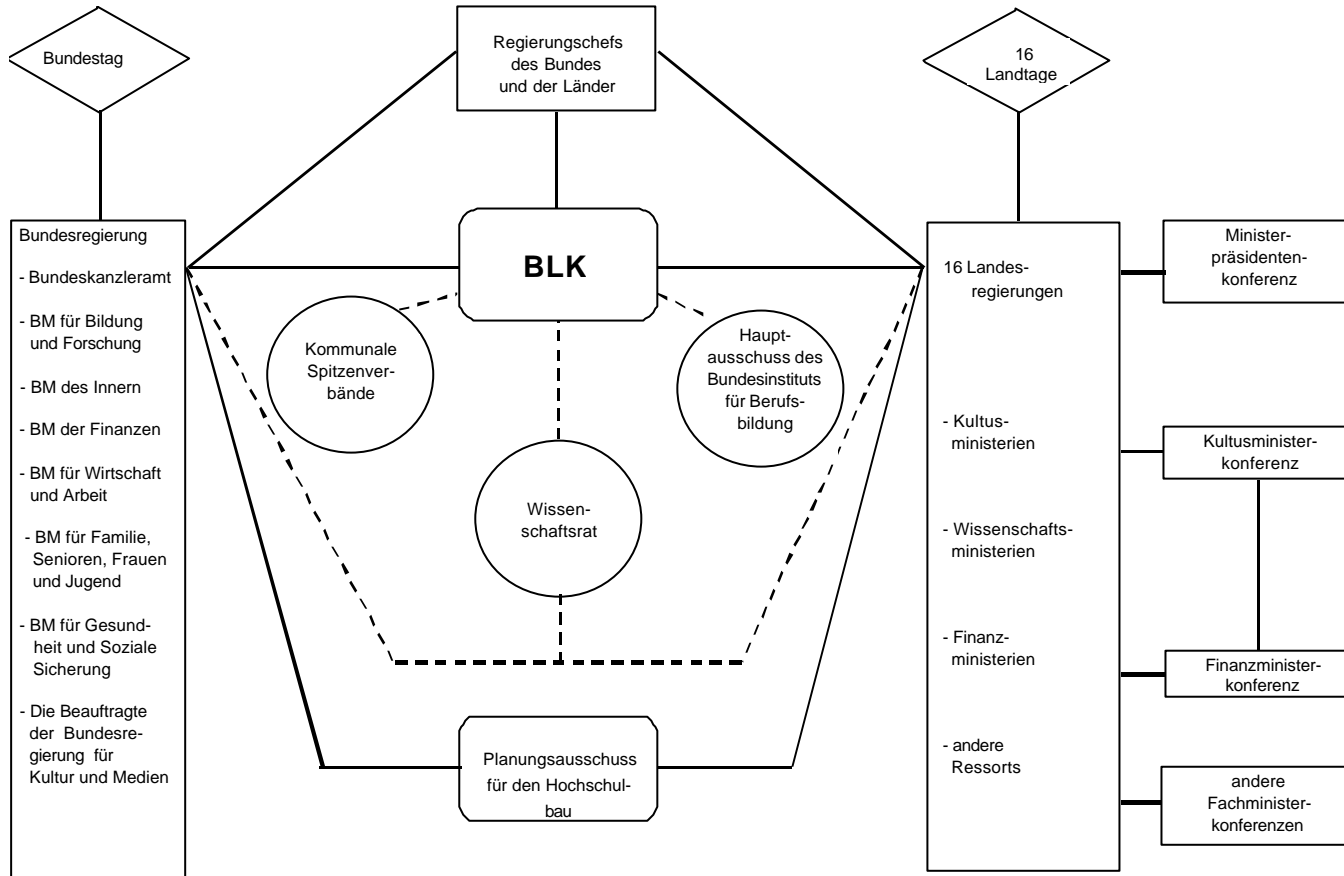 Bundestag
Regierungschefs
des Bundes
und der Länder
16
Landtage
Bundesregierung
- Bundeskanzleramt
- BM für Bildung
und Forschung
- BM des Innern
- BM der Finanzen
- BM für Wirtschaft
und Arbeit
- BM für Familie,
Senioren, Frauen
und Jugend
- BM für Gesund-
heit und Soziale
Sicherung
- Die Beauftragte
der Bundesre-
gierung für
Kultur und Medien
BLK
Kommunale
Spitzenver-
bände
Haupt-
ausschuss des
Bundesinstituts
für Berufs-
bildung
Wissen-
schaftsrat
Planungsausschuss
für den Hochschul-
bau
16 Landes-
regierungen
- Kultus-
ministerien
- Wissenschafts-
ministerien
- Finanz-
ministerien
- andere
Ressorts
Minister-
präsidenten-
konferenz
Kultusminister-
konferenz
Finanzminister-
konferenz
andere
Fachminister-
konferenzen